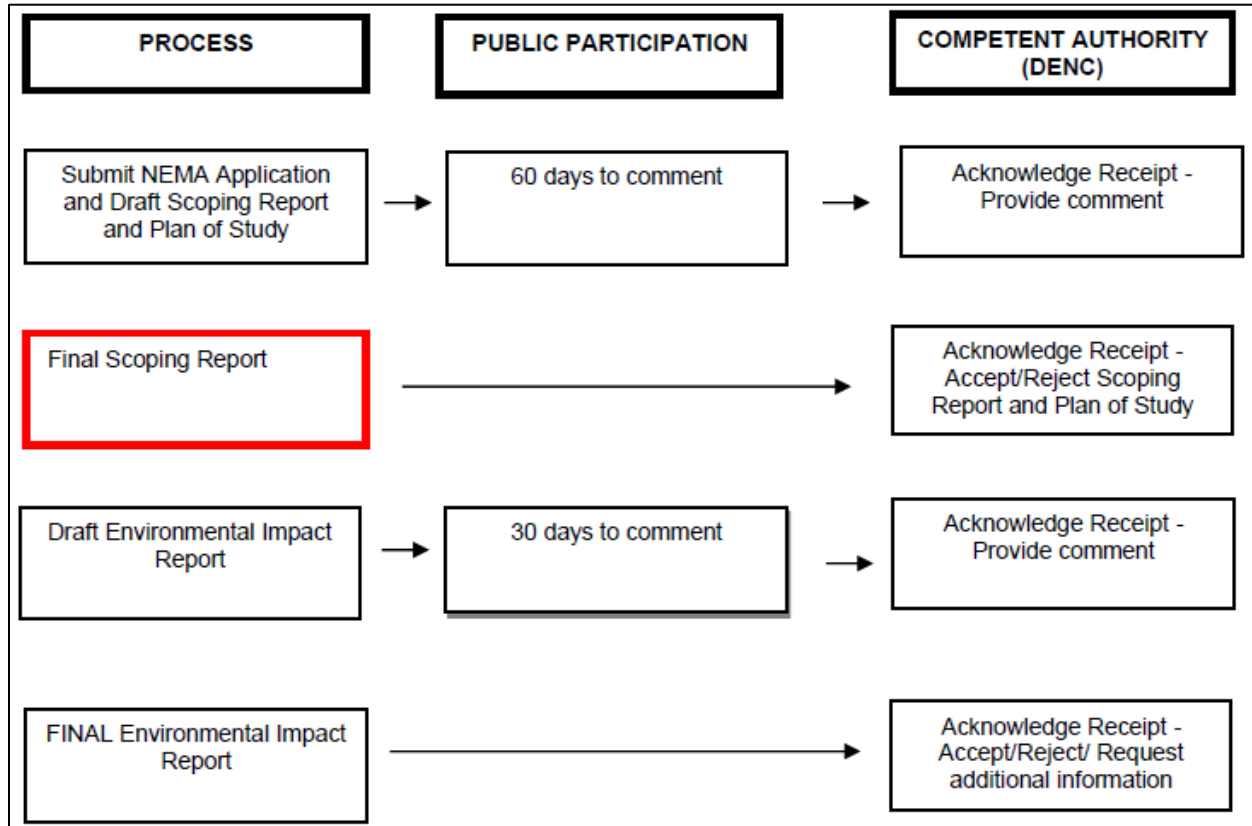 PROCESS
PUBLIC PARTICIPATION
COMPETENT AUTHORITY
(DENC)
Submit NEMA Application
and Draft Scoping Report
and Plan of Study
60 days to comment
Acknowledge Receipt -
Provide comment
Final Scoping Report
Acknowledge Receipt -
Accept/Reject Scoping
Report and Plan of Study
Draft Environmental Impact
Report
30 days to comment
Acknowledge Receipt -
Provide comment
FINAL Environmental Impact
Report
Acknowledge Receipt -
Accept/Reject/ Request
additional information